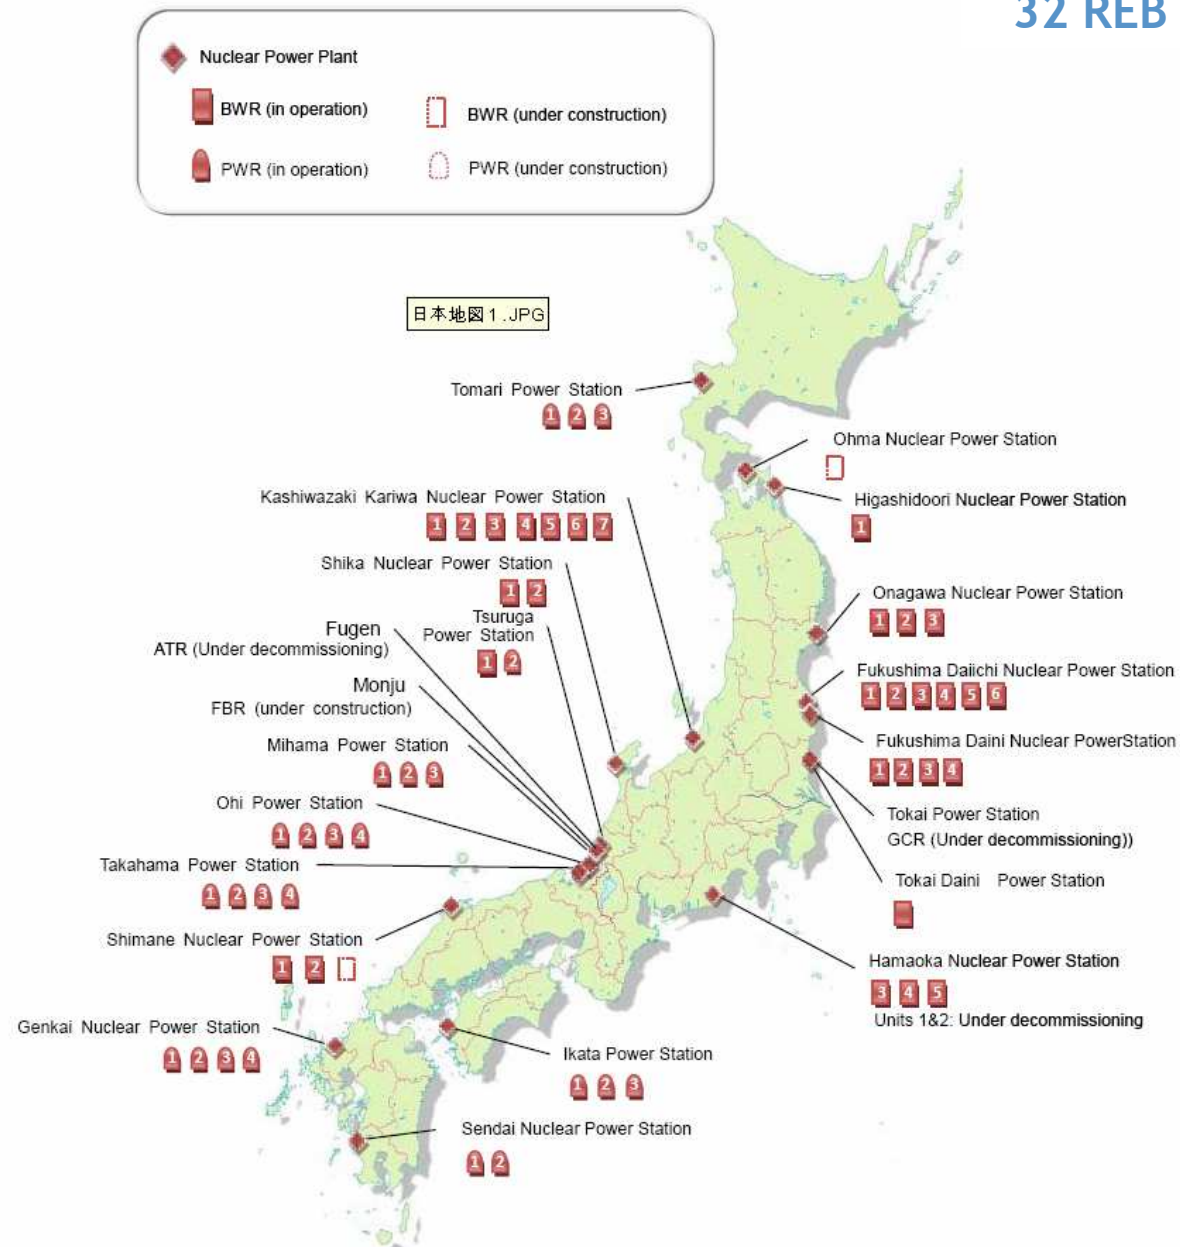 32 REB
Nuclear Power Plant
BWR (in operation)
BWR (under construction)
PWR (in operation)
PWR (under construction)
日本地図1.JPG
Tomari Power Station
1 2 3
Ohma Nuclear Power Station
Higashidoori Nuclear Power Station
1
Kashiwazaki Kariwa Nuclear Power Station
1 2 3 4 5 6 7
Shika Nuclear Power Station
1 2
Onagawa Nuclear Power Station
1 2 3
Tsuruga
Power Station
1 2
Fugen
ATR (Under decommissioning)
Fukushima Daiichi Nuclear Power Station
1 2 3 4 5 6
Monju
FBR (under construction)
Fukushima Daini Nuclear PowerStation
1 2 3 4
Mihama Power Station
1 2 3
Ohi Power Station
1 2 3 4
Tokai Power Station
GCR (Under decommissioning))
Takahama Power Station
1 2 3 4
Tokai Daini Power Station
Shimane Nuclear Power Station
1 2
Hamaoka Nuclear Power Station
3 4 5
Units 1&2: Under decommissioning
Genkai Nuclear Power Station
1 2 3 4
Ikata Power Station
1 2 3
Sendai Nuclear Power Station
1 2